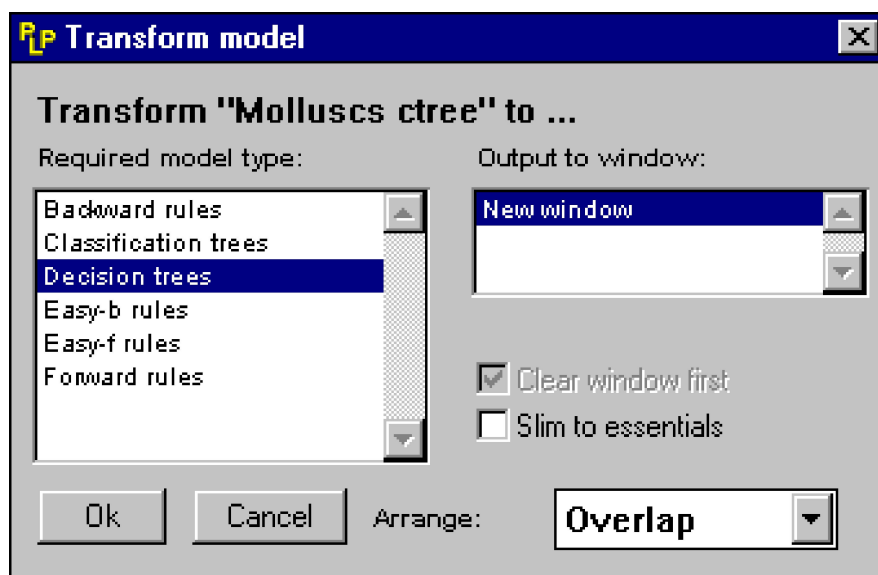 PLP Transform model
Transform "Molluscs ctree" to ...
Required model type:
Output to window:
Backward rules
Classification trees
Decision trees
Easy-b rules
Easy-f rules
Forward rules
New window
Clear window first
Slim to essentials
Ok
Cancel
Arrange:
Overlap